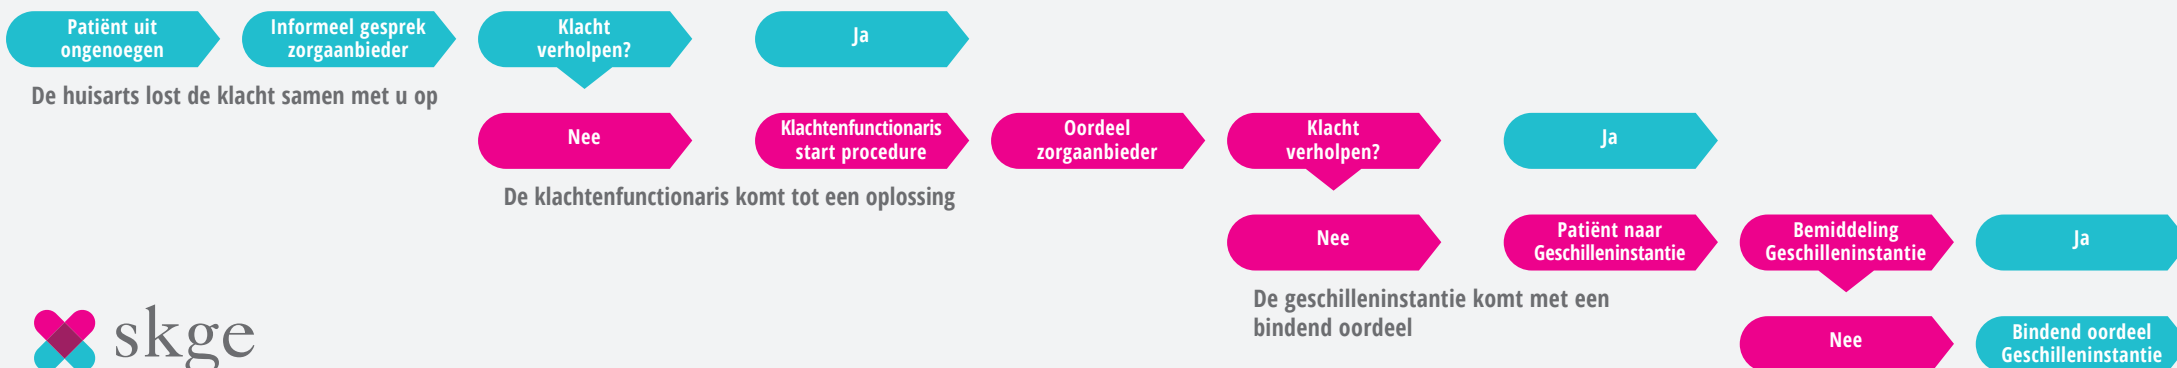 Patiënt uit
ongenoegen
Informeel gesprek
zorgaanbieder
Klacht
verholpen?
Ja
De huisarts lost de klacht samen met u op
Nee
Klachtenfunctionaris
start procedure
Oordeel
zorgaanbieder
Klacht
verholpen?
Ja
De klachtenfunctionaris komt tot een oplossing
Nee
Patiënt naar
Geschilleninstantie
Bemiddeling
Geschilleninstantie
Ja
De geschilleninstantie komt met een
bindend oordeel
Nee
Bindend oordeel
Geschilleninstantie
skge